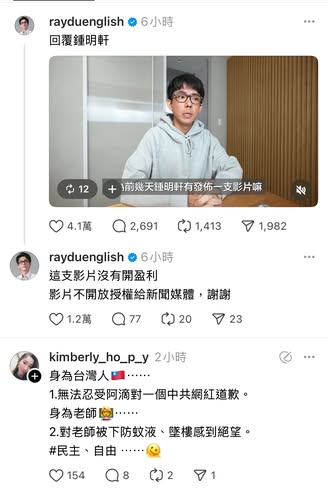 rayduenglish 6小時
回覆鍾明軒
12
前幾天鍾明軒有發佈一支影片嘛
4.1萬 2,691 1,413 1,982
rayduenglish 6小時
這支影片沒有開盈利
影片不開放授權給新聞媒體，謝謝
1.2萬 77 20 23
kimberly_ho_p_y 2小時
身為台灣人🇹🇼⋯⋯
1.無法忍受阿滴對一個中共網紅道歉。
身為老師👩‍🏫⋯⋯
2.對老師被下防蚊液、墜樓感到絕望。
#民主、自由 ⋯⋯🫠
154 8 2 1